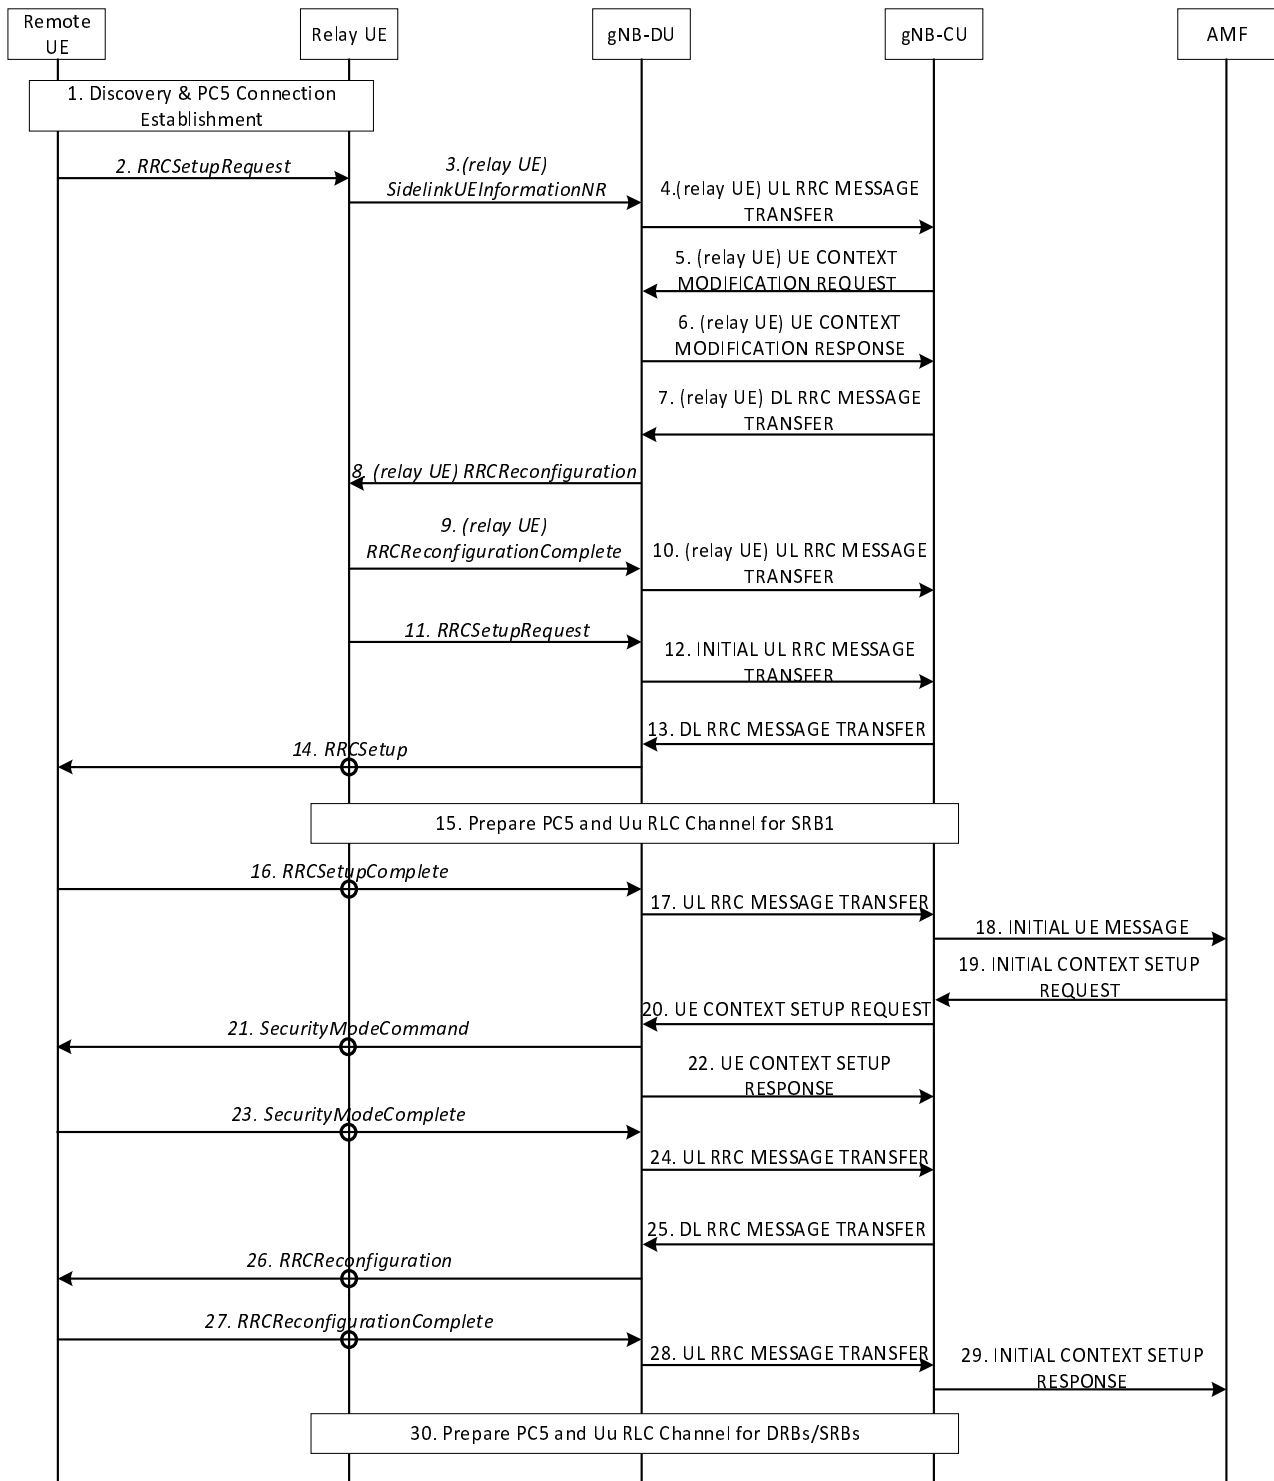 Remote
UE
Relay UE
gNB-DU
gNB-CU
AMF
1. Discovery & PC5 Connection
Establishment
2. RRCSetupRequest
3.(relay UE)
SidelinkUEInformationNR
4.(relay UE) UL RRC MESSAGE
TRANSFER
5. (relay UE) UE CONTEXT
MODIFICATION REQUEST
6. (relay UE) UE CONTEXT
MODIFICATION RESPONSE
7. (relay UE) DL RRC MESSAGE
TRANSFER
8. (relay UE) RRCReconfiguration
9. (relay UE)
RRCReconfigurationComplete
10. (relay UE) UL RRC MESSAGE
TRANSFER
11. RRCSetupRequest
12. INITIAL UL RRC MESSAGE
TRANSFER
13. DL RRC MESSAGE TRANSFER
14. RRCSetup
15. Prepare PC5 and Uu RLC Channel for SRB1
16. RRCSetupComplete
17. UL RRC MESSAGE TRANSFER
18. INITIAL UE MESSAGE
19. INITIAL CONTEXT SETUP
REQUEST
20. UE CONTEXT SETUP REQUEST
21. SecurityModeCommand
22. UE CONTEXT SETUP
RESPONSE
23. SecurityModeComplete
24. UL RRC MESSAGE TRANSFER
25. DL RRC MESSAGE TRANSFER
26. RRCReconfiguration
27. RRCReconfigurationComplete
28. UL RRC MESSAGE TRANSFER
29. INITIAL CONTEXT SETUP
RESPONSE
30. Prepare PC5 and Uu RLC Channel for DRBs/SRBs